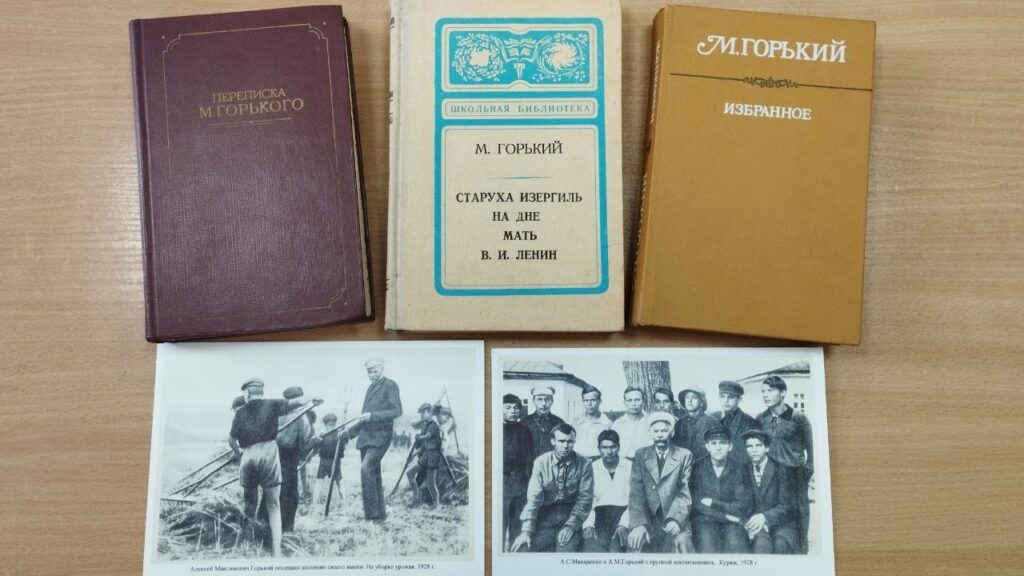 ПЕРЕПИСКА
М.ГОРЬКОГО
ШКОЛЬНАЯ БИБЛИОТЕКА
М. ГОРЬКИЙ
СТАРУХА ИЗЕРГИЛЬ
НА ДНЕ
МАТЬ
В. И. ЛЕНИН
М.ГОРЬКИЙ
ИЗБРАННОЕ
Алексей Максимович Горький посещает колонию своего имени. На уборке урожая. 1928 г.
А.С.Макаренко и А.М.Горький с группой воспитанников. Куряж, 1928 г.